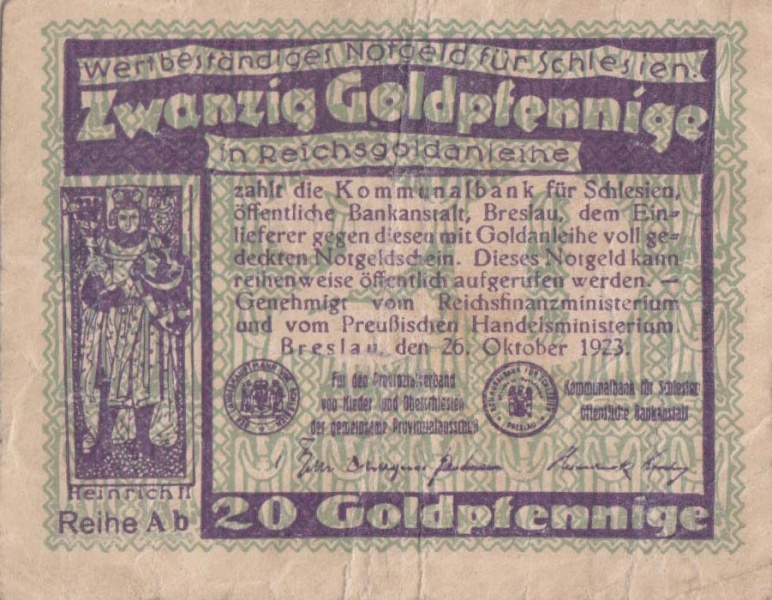 Wertbeständiges Notgeld für Schlesien.
Zwanzig Goldpfennige
in Reichsgoldanleihe
zahlt die Kommunalbank für Schlesien,
öffentliche Bankanstalt, Breslau, dem Ein=
lieferer gegen diesen mit Goldanleihe voll ge=
deckten Notgeldschein. Dieses Notgeld kann
reihenweise öffentlich aufgerufen werden. —
Genehmigt vom Reichsfinanzministerium
und vom Preußischen Handelsministerium.
Breslau, den 26. Oktober 1923.
Für den Provinzialverband
von Nieder- und Oberschlesien
der gemeinsame Provinzialausschuß
Kommunalbank für Schlesien
öffentliche Bankanstalt
Heinrich II
Reihe Ab
20 Goldpfennige